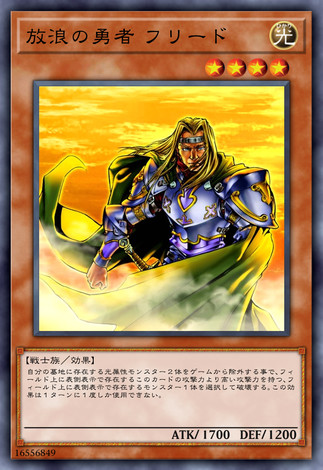 放浪の勇者 フリード
光
【戦士族／効果】
自分の墓地に存在する光属性モンスター２体をゲームから除外する事で、フィ
ールド上に表側表示で存在するこのカードの攻撃力より高い攻撃力を持つ、フィ
ールド上に表側表示で存在するモンスター１体を選択して破壊する。この効
果は１ターンに１度しか使用できない。
ATK/ 1700 DEF/1200
16556849